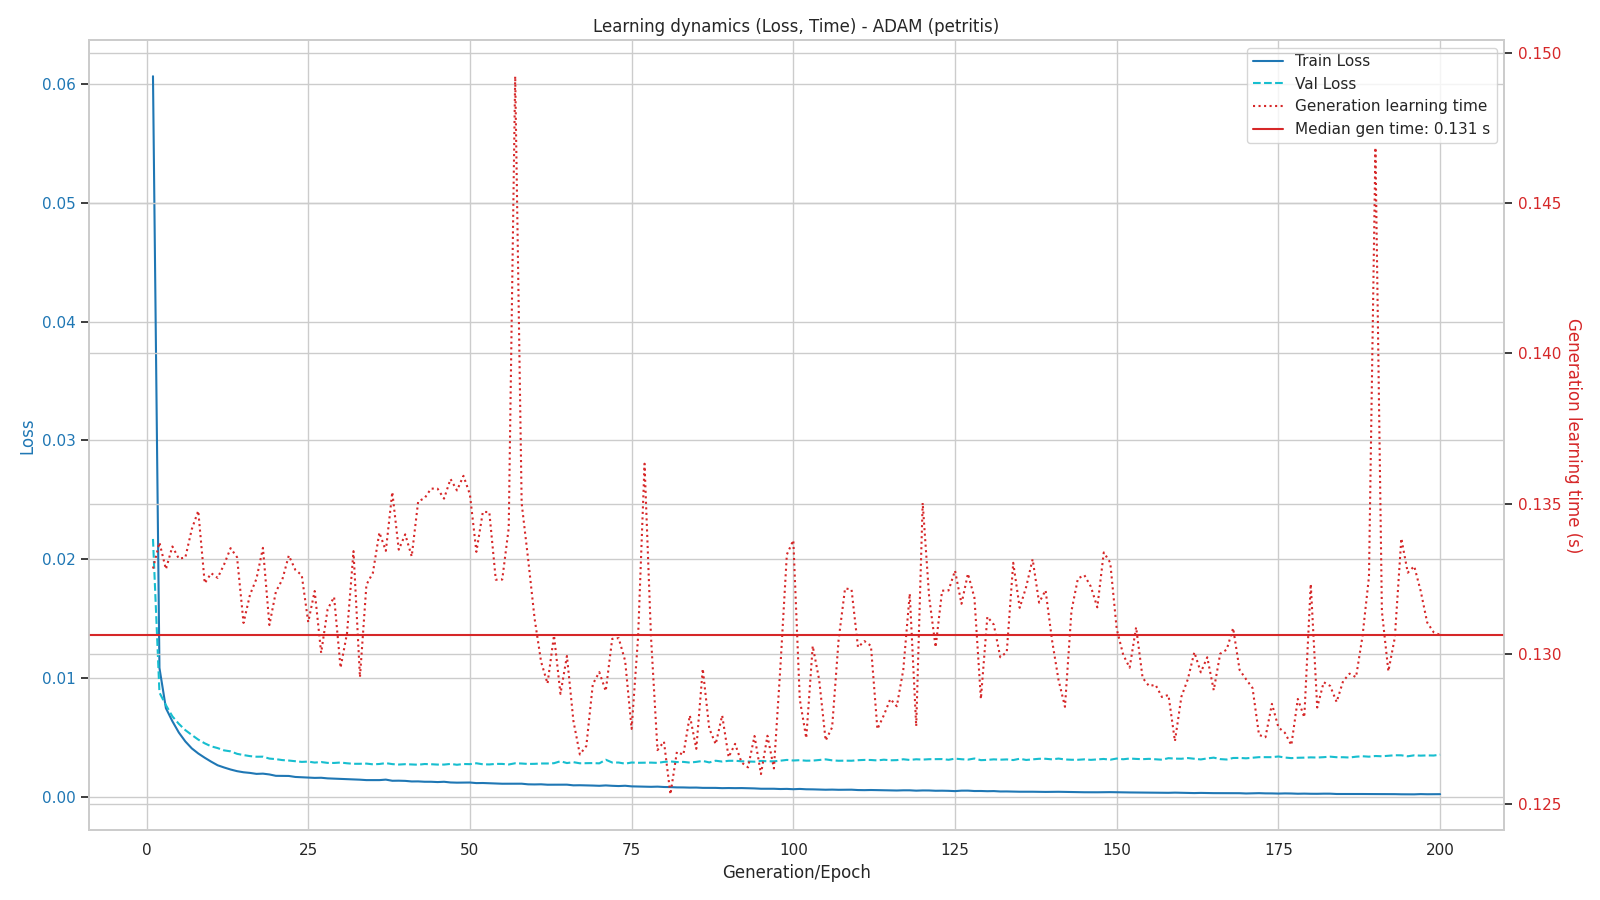 Learning dynamics (Loss, Time) - ADAM (petritis)
Train Loss
Val Loss
Generation learning time
Median gen time: 0.131 s
0.06
0.05
0.04
0.03
0.02
0.01
0.00
Loss
0.150
0.145
0.140
0.135
0.130
0.125
Generation learning time (s)
0
25
50
75
100
125
150
175
200
Generation/Epoch